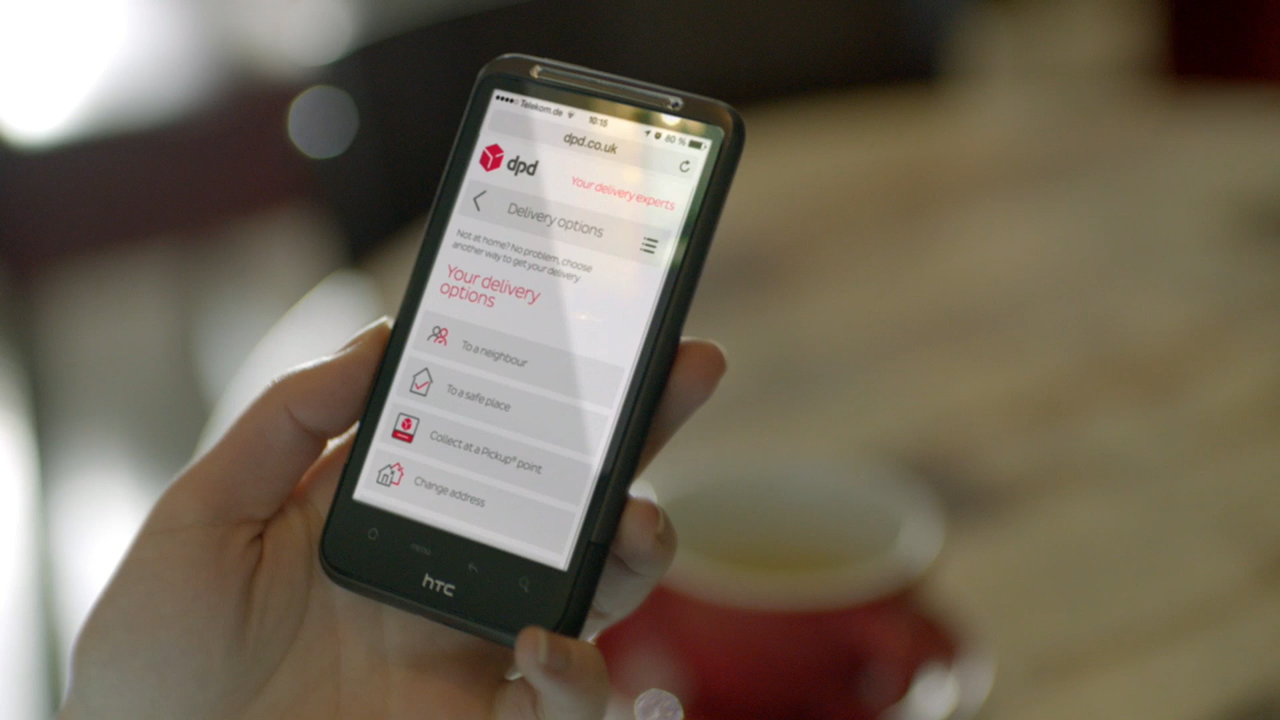 Telekom.de 10:15 80 %
dpd.co.uk
dpd
Your delivery experts
Delivery options
Not at home? No problem, choose
another way to get your delivery
Your delivery
options
To a neighbour
To a safe place
Collect at a Pickup® point
Change address
menu
hTC